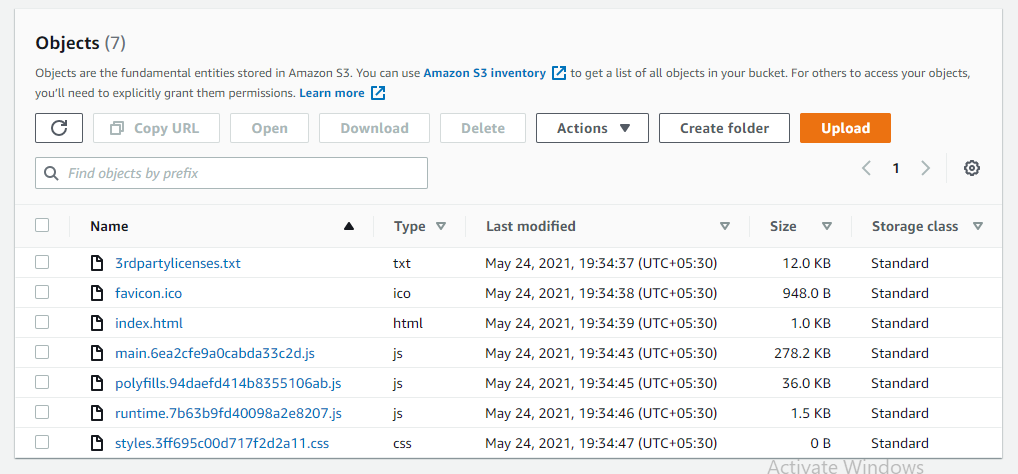 Objects (7)
Objects are the fundamental entities stored in Amazon S3. You can use Amazon S3 inventory to get a list of all objects in your bucket. For others to access your objects,
you'll need to explicitly grant them permissions. Learn more
Copy URL Open Download Delete Actions Create folder Upload
Find objects by prefix 1
Name Type Last modified Size Storage class
3rdpartylicenses.txt txt May 24, 2021, 19:34:37 (UTC+05:30) 12.0 KB Standard
favicon.ico ico May 24, 2021, 19:34:38 (UTC+05:30) 948.0 B Standard
index.html html May 24, 2021, 19:34:39 (UTC+05:30) 1.0 KB Standard
main.6ea2cfe9a0cabda33c2d.js js May 24, 2021, 19:34:43 (UTC+05:30) 278.2 KB Standard
polyfills.94daefd414b8355106ab.js js May 24, 2021, 19:34:45 (UTC+05:30) 36.0 KB Standard
runtime.7b63b9fd40098a2e8207.js js May 24, 2021, 19:34:46 (UTC+05:30) 1.5 KB Standard
styles.3ff695c00d717f2d2a11.css css May 24, 2021, 19:34:47 (UTC+05:30) 0 B Standard
Activate Windows